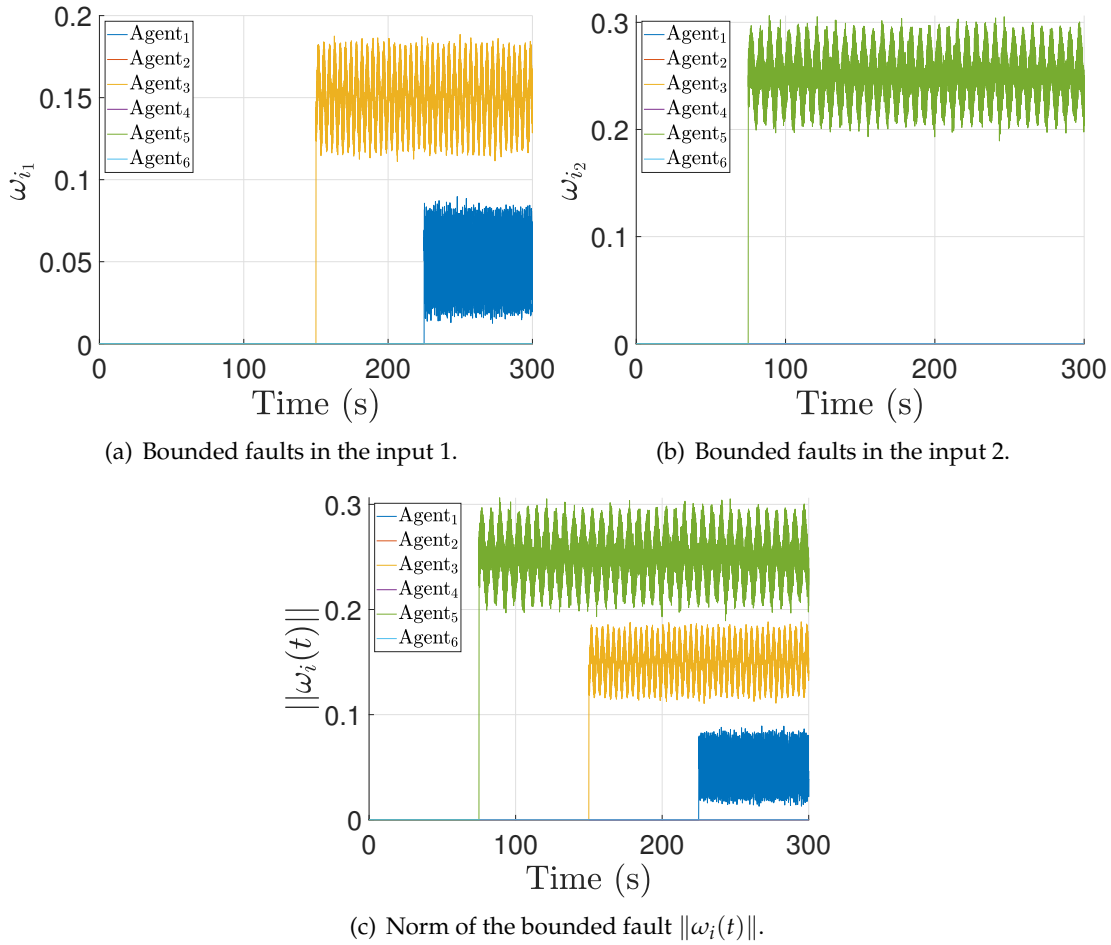 0.2
0.15
0.1
0.05
0
ω_{i_1}
Agent_1
Agent_2
Agent_3
Agent_4
Agent_5
Agent_6
0 100 200 300
Time (s)
(a) Bounded faults in the input 1.
0.3
0.2
0.1
0
ω_{i_2}
Agent_1
Agent_2
Agent_3
Agent_4
Agent_5
Agent_6
0 100 200 300
Time (s)
(b) Bounded faults in the input 2.
0.3
0.2
0.1
0
||ω_i(t)||
Agent_1
Agent_2
Agent_3
Agent_4
Agent_5
Agent_6
0 100 200 300
Time (s)
(c) Norm of the bounded fault ‖ω_i(t)‖.